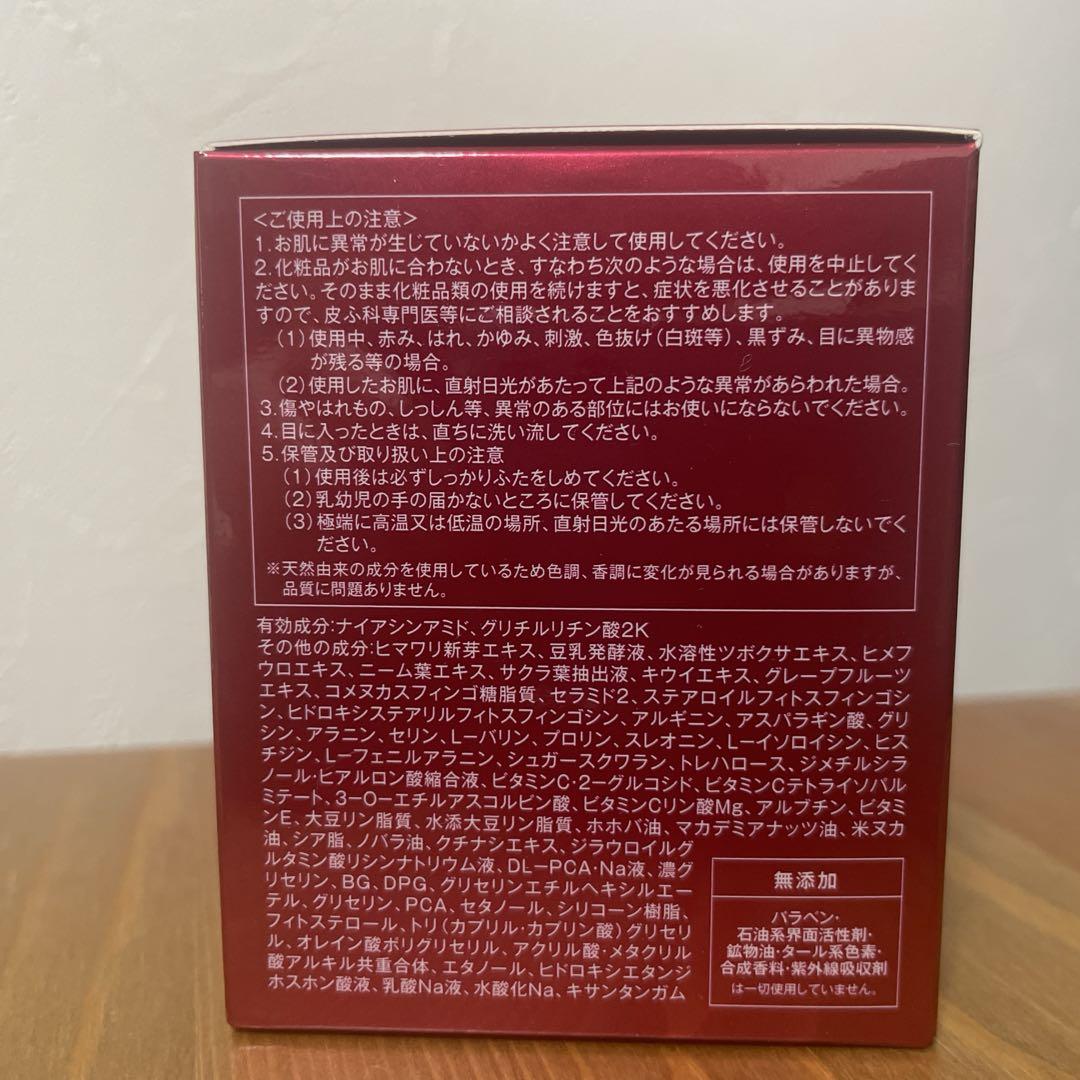 ＜ご使用上の注意＞
1.お肌に異常が生じていないかよく注意して使用してください。
2.化粧品がお肌に合わないとき、すなわち次のような場合は、使用を中止してく
ださい。そのまま化粧品類の使用を続けますと、症状を悪化させることがありま
すので、皮ふ科専門医等にご相談されることをおすすめします。
(1)使用中、赤み、はれ、かゆみ、刺激、色抜け(白斑等)、黒ずみ、目に異物感
が残る等の場合。
(2)使用したお肌に、直射日光があたって上記のような異常があらわれた場合。
3.傷やはれもの、しっしん等、異常のある部位にはお使いにならないでください。
4.目に入ったときは、直ちに洗い流してください。
5.保管及び取り扱い上の注意
(1)使用後は必ずしっかりふたをしめてください。
(2)乳幼児の手の届かないところに保管してください。
(3)極端に高温又は低温の場所、直射日光のあたる場所には保管しないでく
ださい。
※天然由来の成分を使用しているため色調、香調に変化が見られる場合がありますが、
品質に問題ありません。
有効成分:ナイアシンアミド、グリチルリチン酸2K
その他の成分:ヒマワリ新芽エキス、豆乳発酵液、水溶性ツボクサエキス、ヒメフ
ウロエキス、ニーム葉エキス、サクラ葉抽出液、キウイエキス、グレープフルーツ
エキス、コメヌカスフィンゴ糖脂質、セラミド2、ステアロイルフィトスフィンゴシ
ン、ヒドロキシステアリルフィトスフィンゴシン、アルギニン、アスパラギン酸、グリ
シン、アラニン、セリン、L-バリン、プロリン、スレオニン、L-イソロイシン、ヒス
チジン、L-フェニルアラニン、シュガースクワラン、トレハロース、ジメチルシラ
ノール・ヒアルロン酸縮合液、ビタミンC・2-グルコシド、ビタミンCテトライソパル
ミテート、3-O-エチルアスコルビン酸、ビタミンCリン酸Mg、アルブチン、ビタミ
ンE、大豆リン脂質、水添大豆リン脂質、ホホバ油、マカデミアナッツ油、米ヌカ
油、シア脂、ノバラ油、クチナシエキス、ジラウロイルグ
ルタミン酸リシンナトリウム液、DL-PCA・Na液、濃グ
リセリン、BG、DPG、グリセリンエチルヘキシルエー
テル、グリセリン、PCA、セタノール、シリコーン樹脂、
フィトステロール、トリ(カプリル・カプリン酸)グリセリ
ル、オレイン酸ポリグリセリル、アクリル酸・メタクリル
酸アルキル共重合体、エタノール、ヒドロキシエタンジ
ホスホン酸液、乳酸Na液、水酸化Na、キサンタンガム
無添加
パラベン・
石油系界面活性剤・
鉱物油・タール系色素・
合成香料・紫外線吸収剤
は一切使用していません。